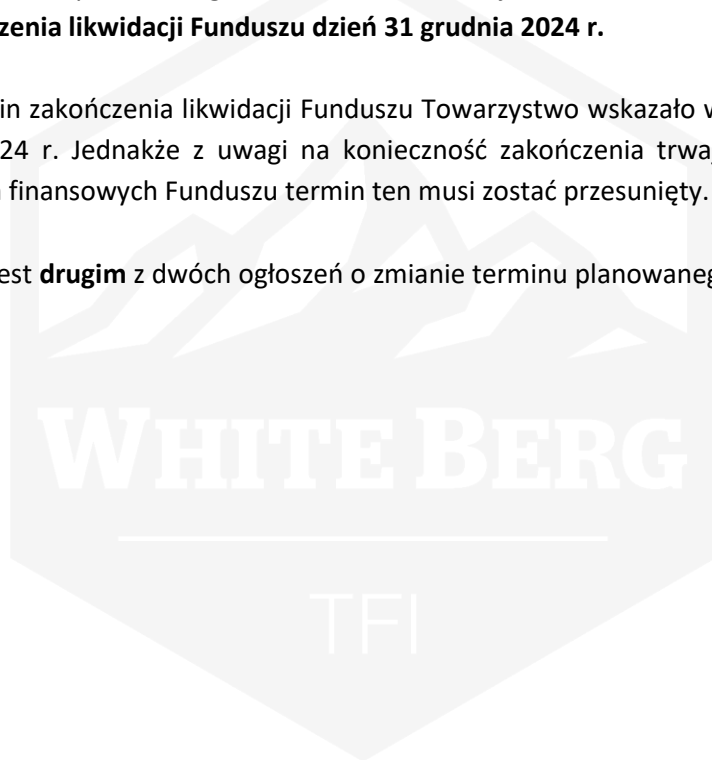 zenia likwidacji Funduszu dzień 31 grudnia 2024 r.
in zakończenia likwidacji Funduszu Towarzystwo wskazało w
24 r. Jednakże z uwagi na konieczność zakończenia trwaj
finansowych Funduszu termin ten musi zostać przesunięty.
est drugim z dwóch ogłoszeń o zmianie terminu planowaneg
WHITE BERG
TFI